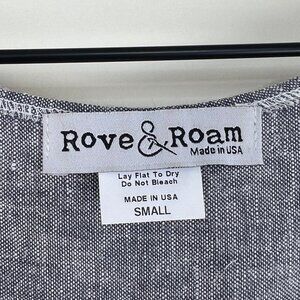 Rove & Roam
Made in USA
Lay Flat To Dry
Do Not Bleach
MADE IN USA
SMALL